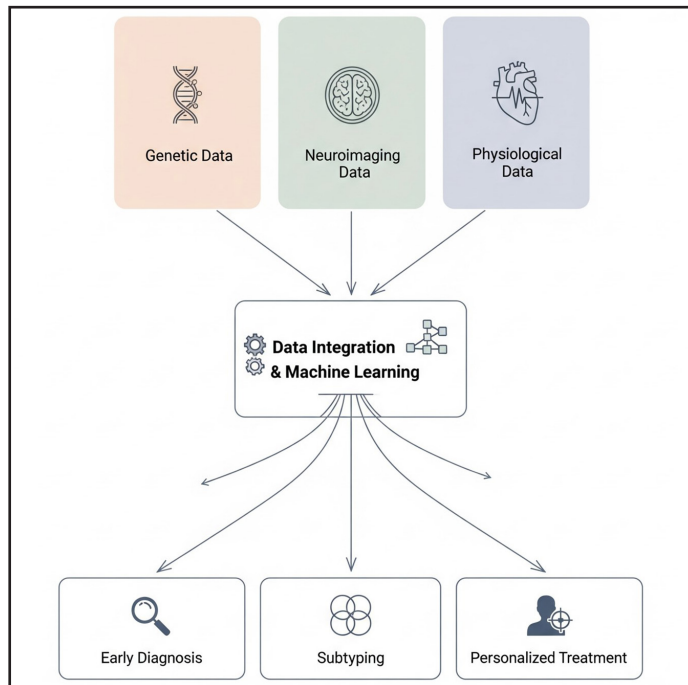 Genetic Data
Neuroimaging
Data
Physiological
Data
Data Integration
& Machine Learning
Early Diagnosis
Subtyping
Personalized Treatment